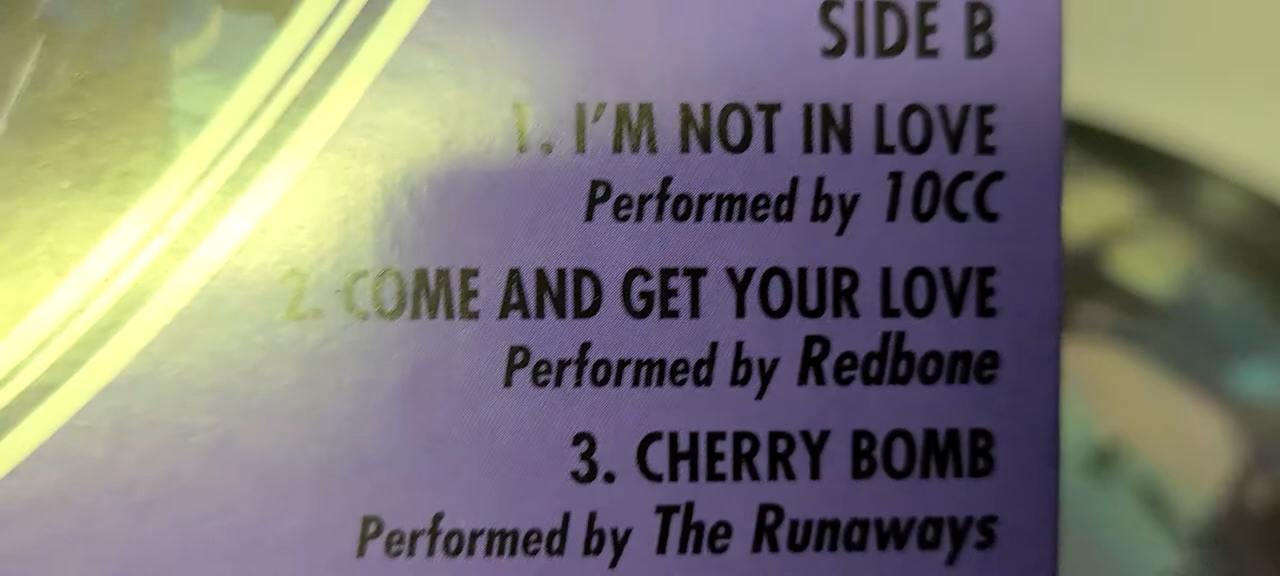 SIDE B
1. I'M NOT IN LOVE
Performed by 10CC
2. COME AND GET YOUR LOVE
Performed by Redbone
3. CHERRY BOMB
Performed by The Runaways